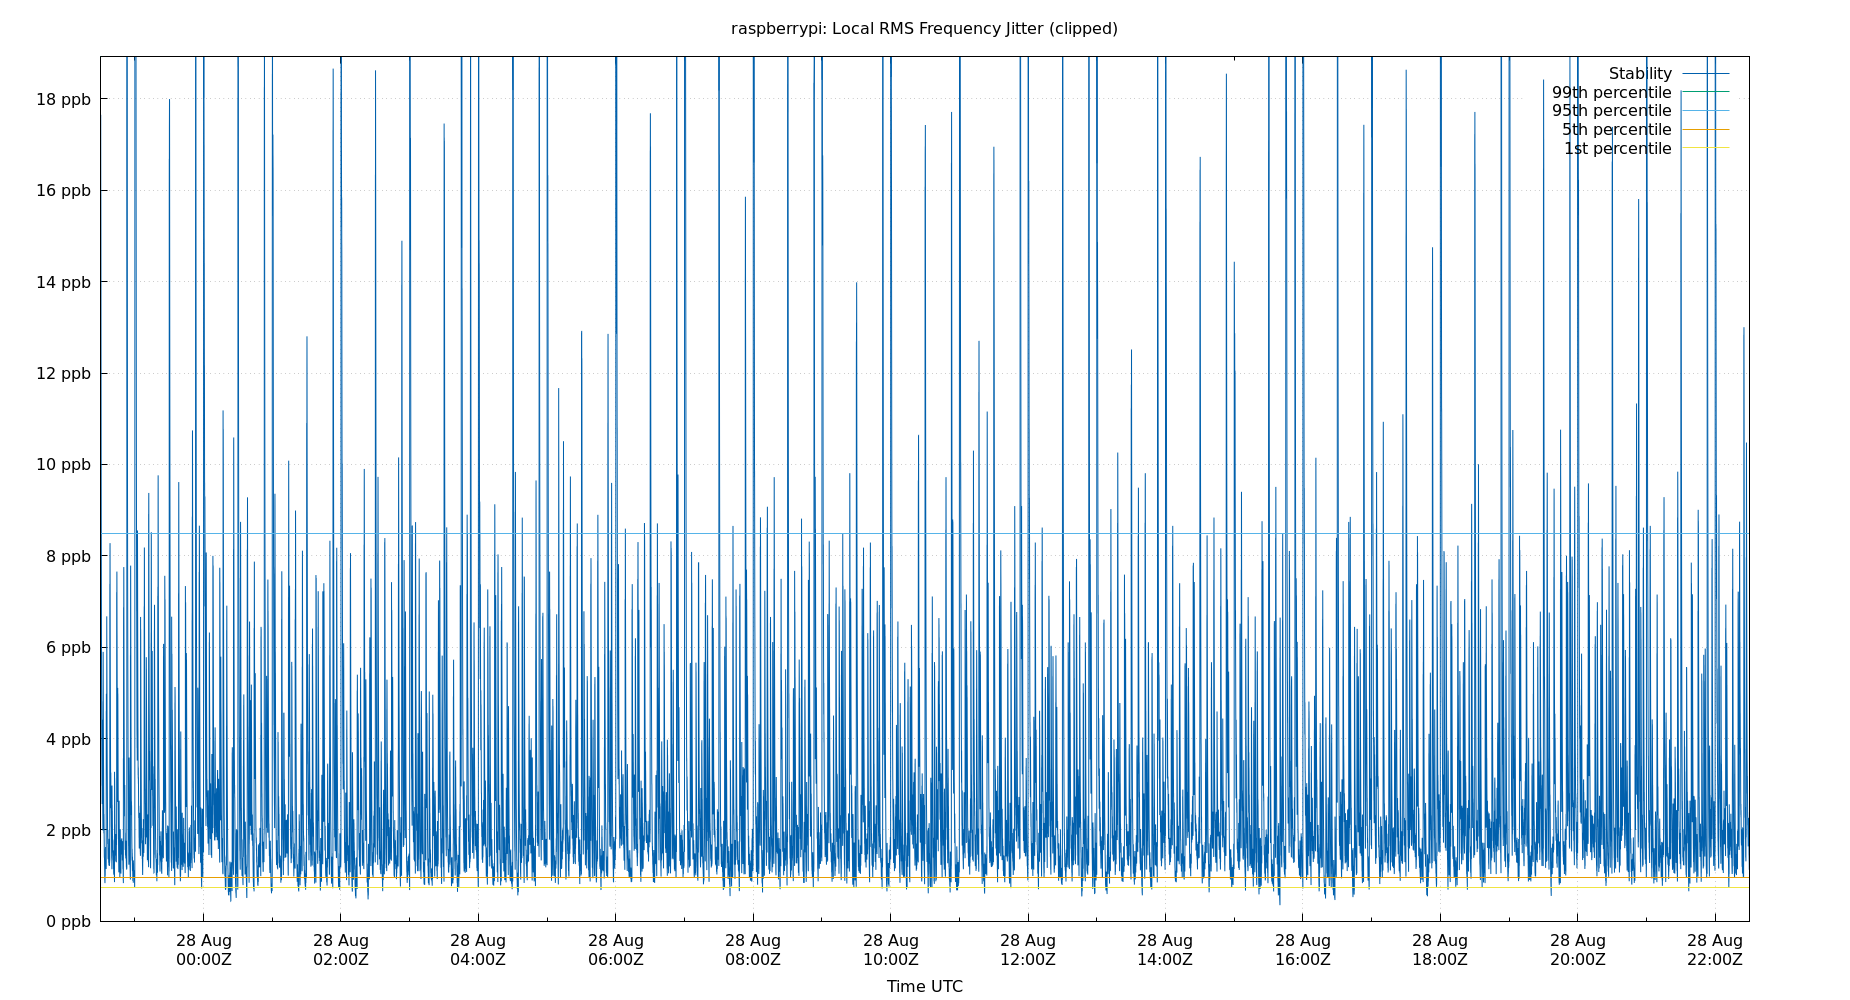 raspberrypi: Local RMS Frequency Jitter (clipped)
Stability
99th percentile
95th percentile
5th percentile
1st percentile
18 ppb
16 ppb
14 ppb
12 ppb
10 ppb
8 ppb
6 ppb
4 ppb
2 ppb
0 ppb
28 Aug 28 Aug 28 Aug 28 Aug 28 Aug 28 Aug 28 Aug 28 Aug 28 Aug 28 Aug 28 Aug 28 Aug
00:00Z 02:00Z 04:00Z 06:00Z 08:00Z 10:00Z 12:00Z 14:00Z 16:00Z 18:00Z 20:00Z 22:00Z
Time UTC